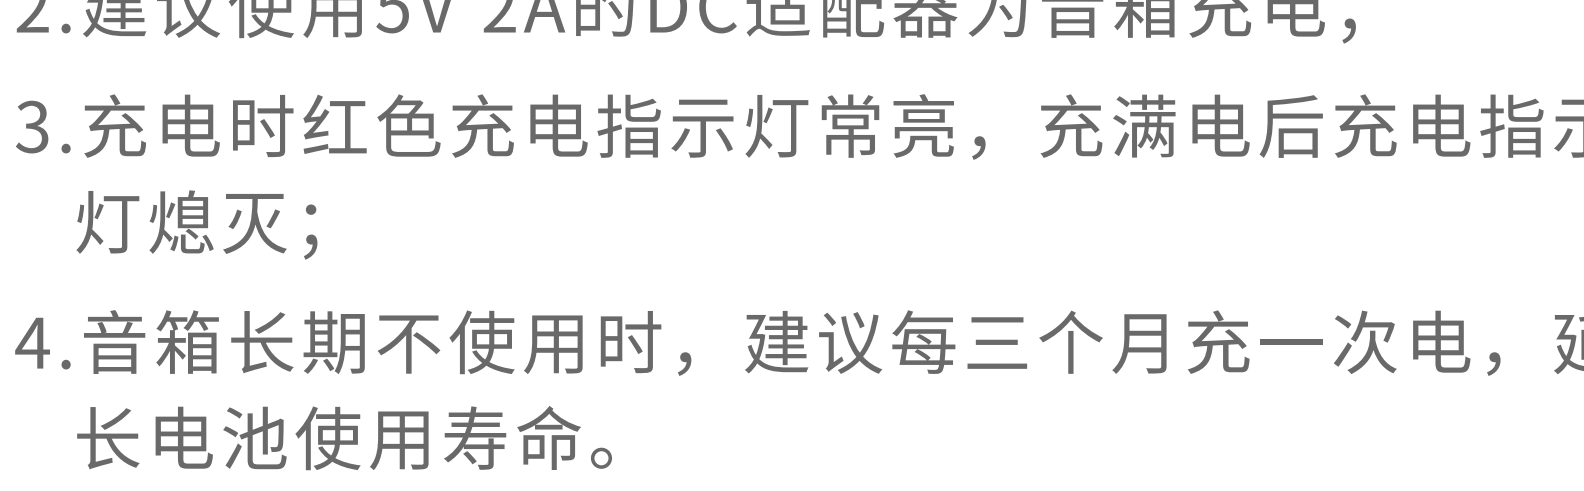 2.建议使用5V 2A的DC适配器为音箱充电，
3.充电时红色充电指示灯常亮，充满电后充电指示
灯熄灭；
4.音箱长期不使用时，建议每三个月充一次电，延
长电池使用寿命。